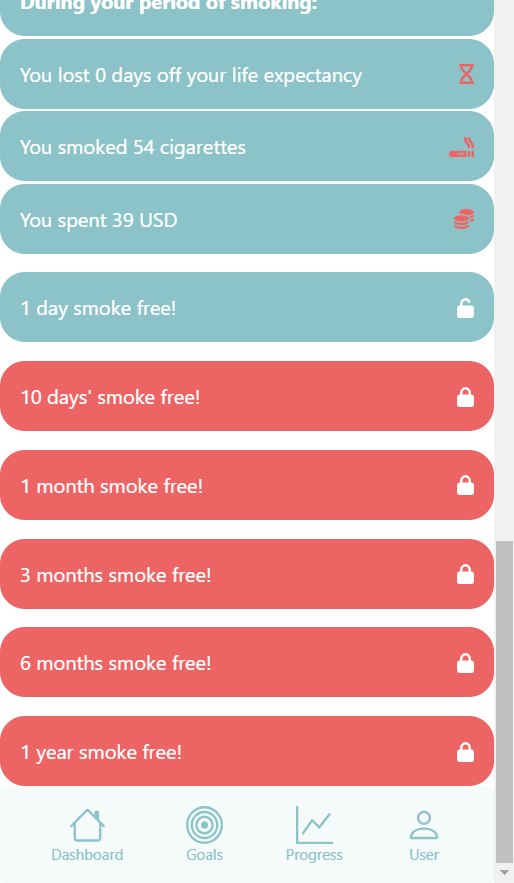 During your period of smoking:
You lost 0 days off your life expectancy
You smoked 54 cigarettes
You spent 39 USD
1 day smoke free!
10 days' smoke free!
1 month smoke free!
3 months smoke free!
6 months smoke free!
1 year smoke free!
Dashboard
Goals
Progress
User